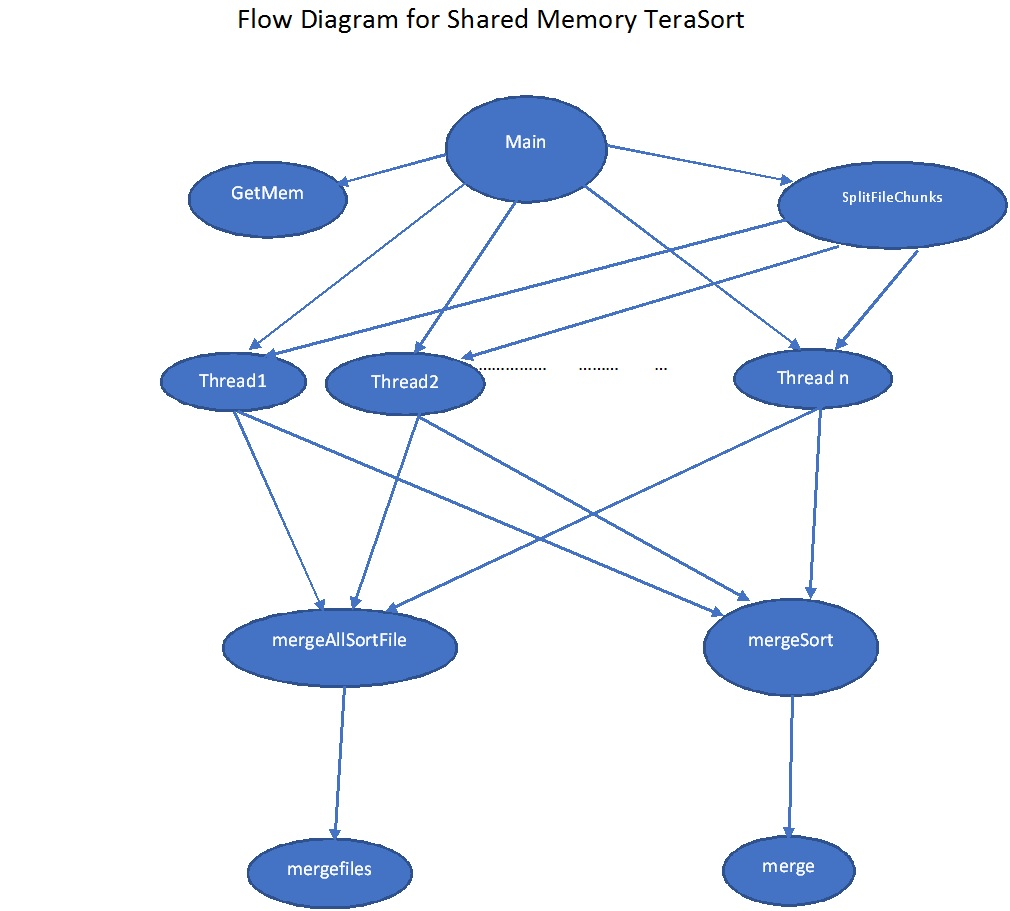 Flow Diagram for Shared Memory TeraSort
Main
GetMem
SplitFileChunks
Thread1
Thread2
................ ......... ...
Thread n
mergeAllSortFile
mergeSort
mergefiles
merge